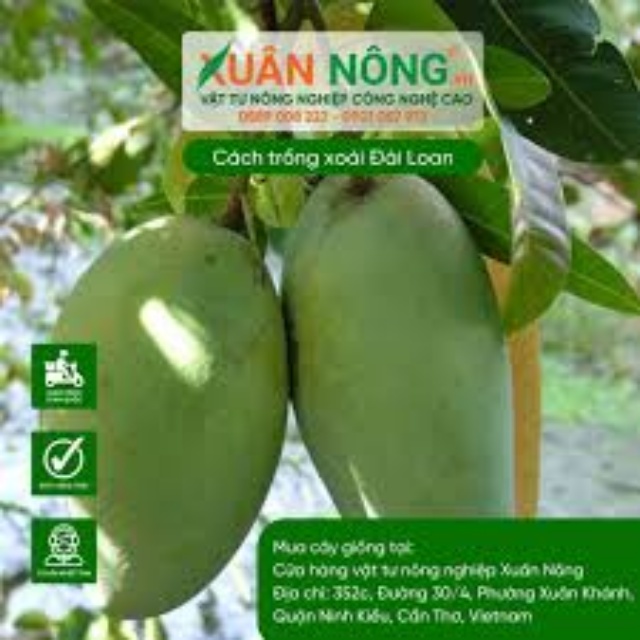 XUÂN NÔNG
VẬT TƯ NÔNG NGHIỆP CÔNG NGHỆ CAO
Cách trồng xoài Đài Loan
Mua cây giống tại:
Cửa hàng vật tư nông nghiệp Xuân Nông
Địa chỉ: 352c, Đường 30/4, Phường Xuân Khánh,
Quận Ninh Kiều, Cần Thơ, Vietnam